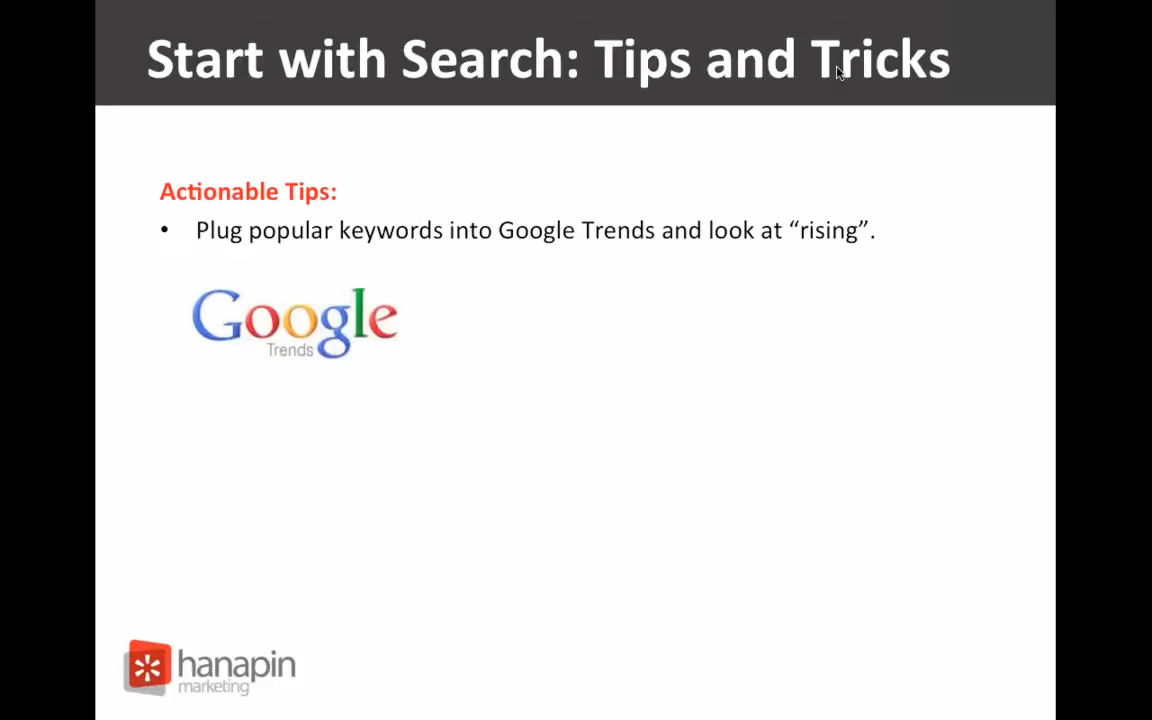 Start with Search: Tips and Tricks
Actionable Tips:
• Plug popular keywords into Google Trends and look at “rising”.
Google
Trends
hanapin
marketing